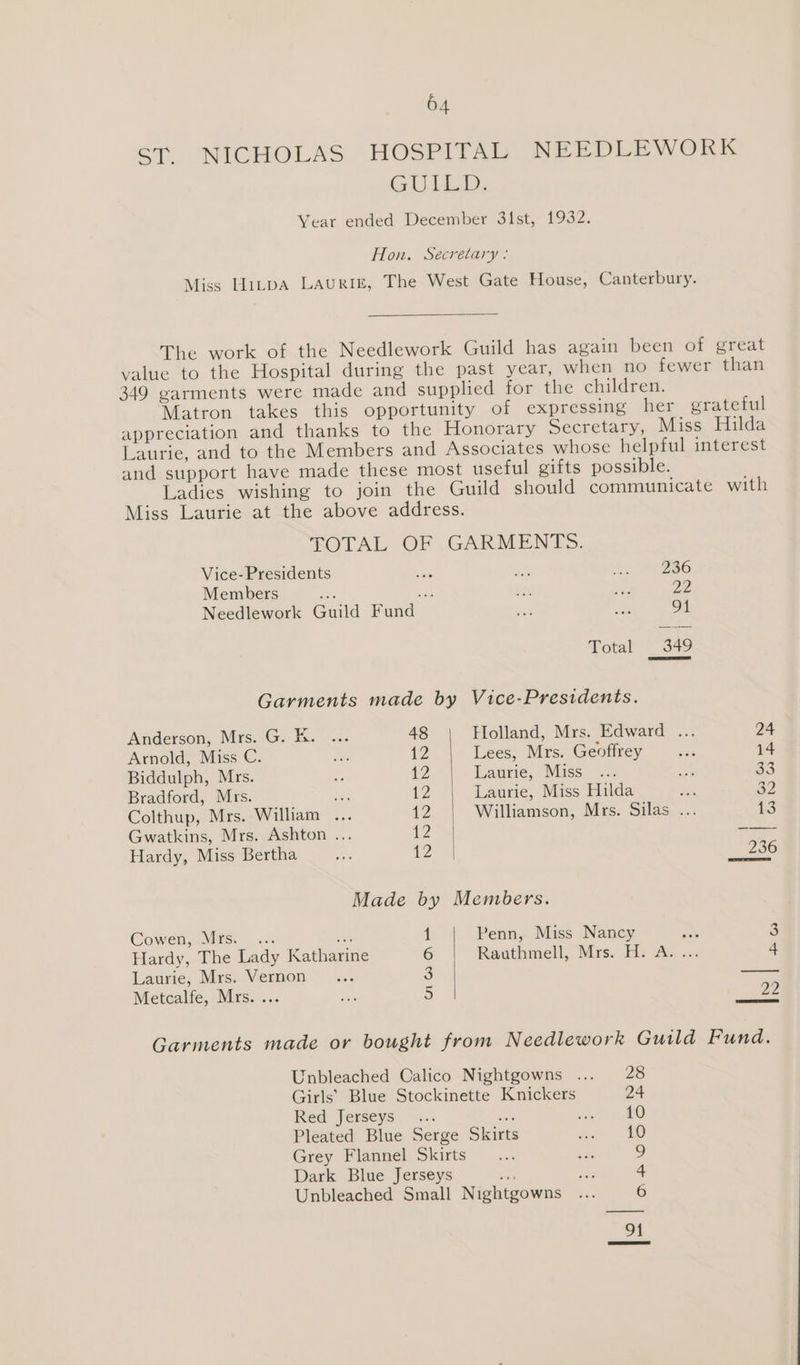 64
ST. NICHOLAS HOSPITAL NEEDLEWORK
GUILD.
Year ended December 31st, 1932.
Hon. Secretary :
Miss HILDA LAURIE, The West Gate House, Canterbury.
The work of the Needlework Guild has again been of great
value to the Hospital during the past year, when no fewer than
349 garments were made and supplied for the children.
Matron takes this opportunity of expressing her grateful
appreciation and thanks to the Honorary Secretary, Miss Hilda
Laurie, and to the Members and Associates whose helpful interest
and support have made these most useful gifts possible.
Ladies wishing to join the Guild should communicate with
Miss Laurie at the above address.
TOTAL OF GARMENTS.
Vice-Presidents ... ... ... 236
Members ... ... ... ... 22
Needlework Guild Fund ... ... 91
Total 349
Garments made by Vice-Presidents.
Anderson, Mrs. G. K. ... 48
Arnold, Miss C. ... 12
Biddulph, Mrs. ... 12
Bradford, Mrs. ... 12
Colthup, Mrs. William ... 12
Gwatkins, Mrs. Ashton ... 12
Hardy, Miss Bertha ... 12
Holland, Mrs. Edward ... 24
Lees, Mrs. Geoffrey ... 14
Laurie, Miss ... ... 33
Laurie, Miss Hilda ... 32
Williamson, Mrs. Silas ... 13
236
Made by Members.
Cowen, Mrs. ... ... 1
Hardy, The Lady Katharine 6
Laurie, Mrs. Vernon ... 3
Metcalfe, Mrs. ... ... 5
Penn, Miss Nancy ... 3
Rauthmell, Mrs. H. A. ... 4
22
Garments made or bought from Needlework Guild Fund.
Unbleached Calico Nightgowns ... 28
Girls' Blue Stockinette Knickers 24
Red Jerseys ... ... ... 10
Pleated Blue Serge Skirts ... 10
Grey Flannel Skirts ... ... 9
Dark Blue Jerseys ... ... 4
Unbleached Small Nightgowns ... 6
91